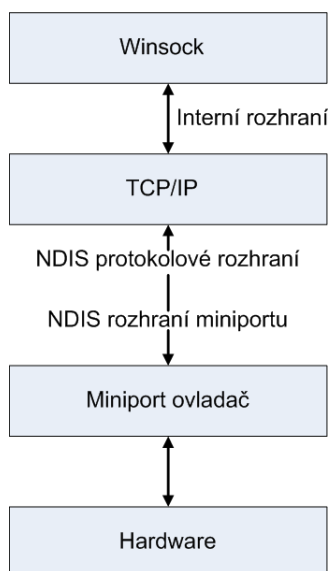 Winsock
Interní rozhraní
TCP/IP
NDIS protokolové rozhraní
NDIS rozhraní miniportu
Miniport ovladač
Hardware